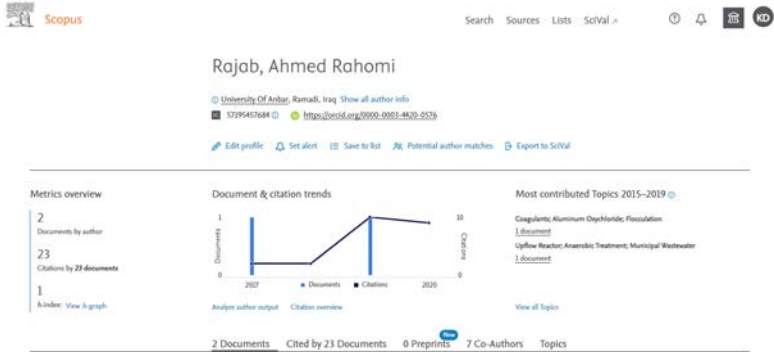 Scopus
Search Sources Lists SciVal ↗
KD
Rajab, Ahmed Rahomi
University Of Anbar, Ramadi, Iraq Show all author info
57295457684 https://orcid.org/0000-0003-4420-0576
Edit profile Set alert Save to list Potential author matches Export to SciVal
Metrics overview
2
Documents by author
23
Citations by 23 documents
1
h-index: View h-graph
Document & citation trends
1
10
Documents
Citations
0
0
2017
2020
Documents Citations
Analyze author output Citation overview
Most contributed Topics 2015–2019
Coagulants; Aluminum Oxychloride; Flocculation
1 document
Upflow Reactor; Anaerobic Treatment; Municipal Wastewater
1 document
View all Topics
New
2 Documents Cited by 23 Documents 0 Preprints 7 Co-Authors Topics